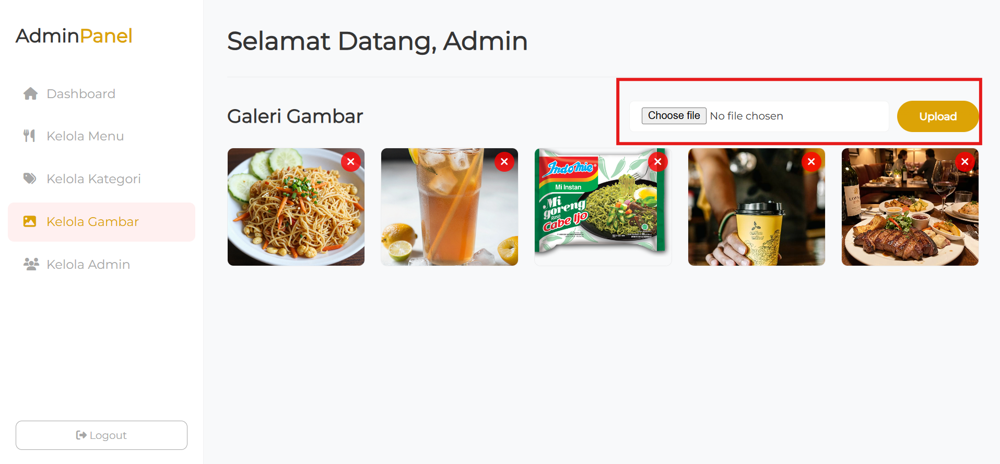 AdminPanel
Dashboard
Kelola Menu
Kelola Kategori
Kelola Gambar
Kelola Admin
Logout
Selamat Datang, Admin
Galeri Gambar
Choose file No file chosen
Upload
Indomie
Mi Instan
Mi
goreng
Rasa
Cabe Ijo